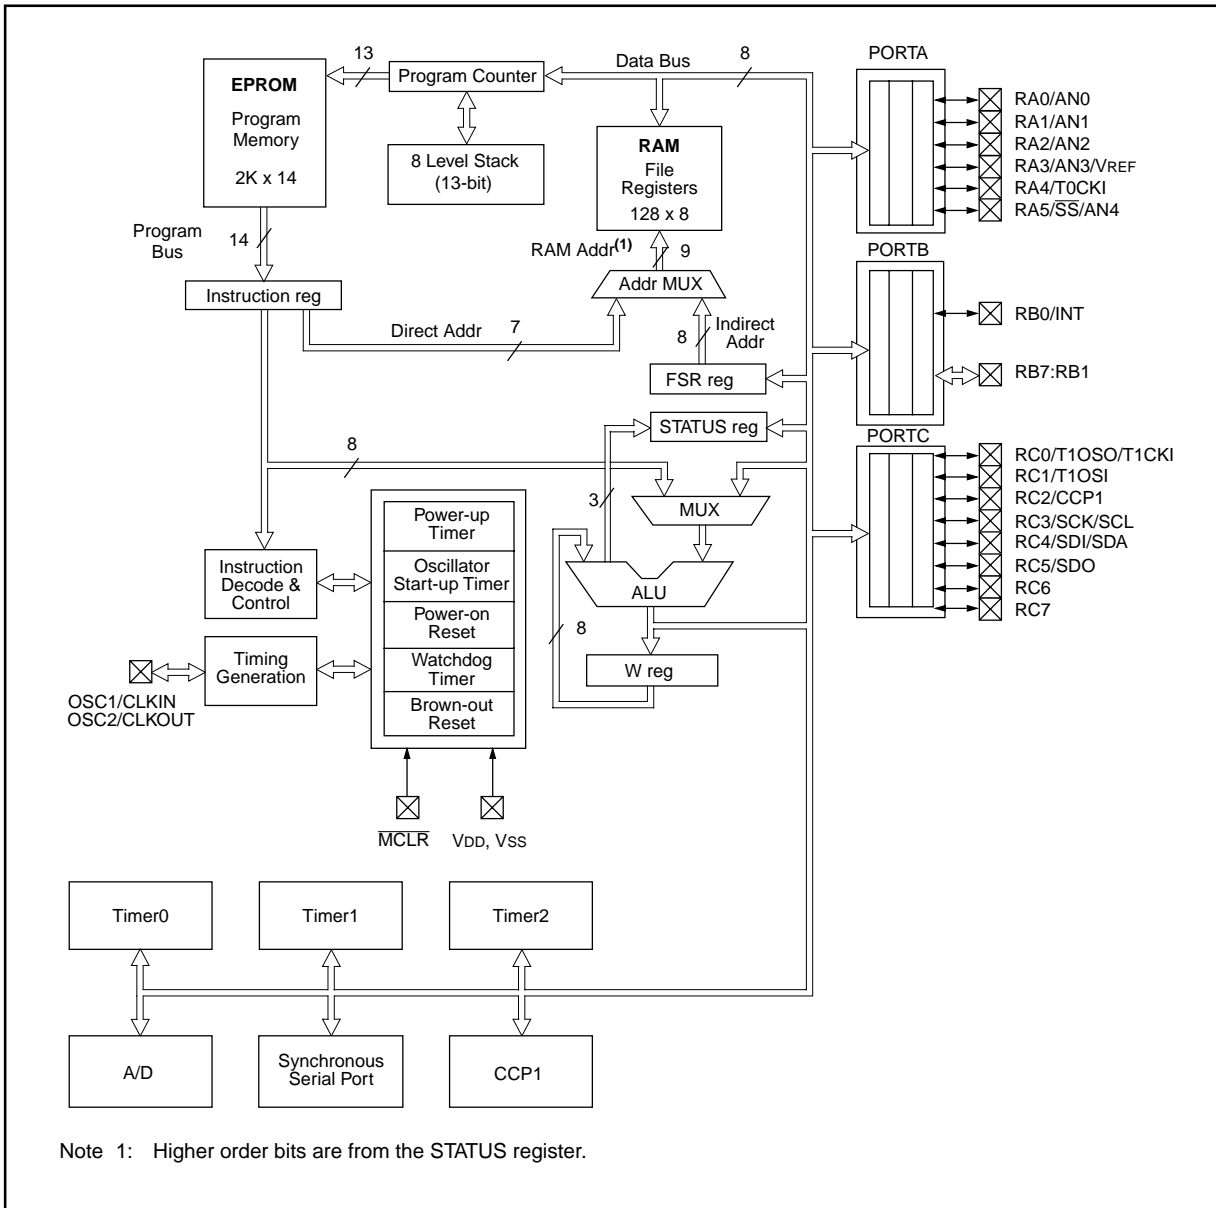 13
Data Bus
8
PORTA
EPROM
Program
Memory
2K x 14
Program Counter
8 Level Stack
(13-bit)
RAM
File
Registers
128 x 8
RA0/AN0
RA1/AN1
RA2/AN2
RA3/AN3/VREF
RA4/T0CKI
RA5/SS/AN4
Program
Bus
14
RAM Addr(1)
9
PORTB
Instruction reg
Addr MUX
Direct Addr
7
8
Indirect
Addr
RB0/INT
FSR reg
RB7:RB1
STATUS reg
PORTC
8
3
MUX
RC0/T1OSO/T1CKI
RC1/T1OSI
RC2/CCP1
RC3/SCK/SCL
RC4/SDI/SDA
RC5/SDO
RC6
RC7
Power-up
Timer
Instruction
Decode &
Control
Oscillator
Start-up Timer
ALU
Power-on
Reset
8
Timing
Generation
Watchdog
Timer
W reg
OSC1/CLKIN
OSC2/CLKOUT
Brown-out
Reset
MCLR
VDD, VSS
Timer0
Timer1
Timer2
A/D
Synchronous
Serial Port
CCP1
Note 1: Higher order bits are from the STATUS register.